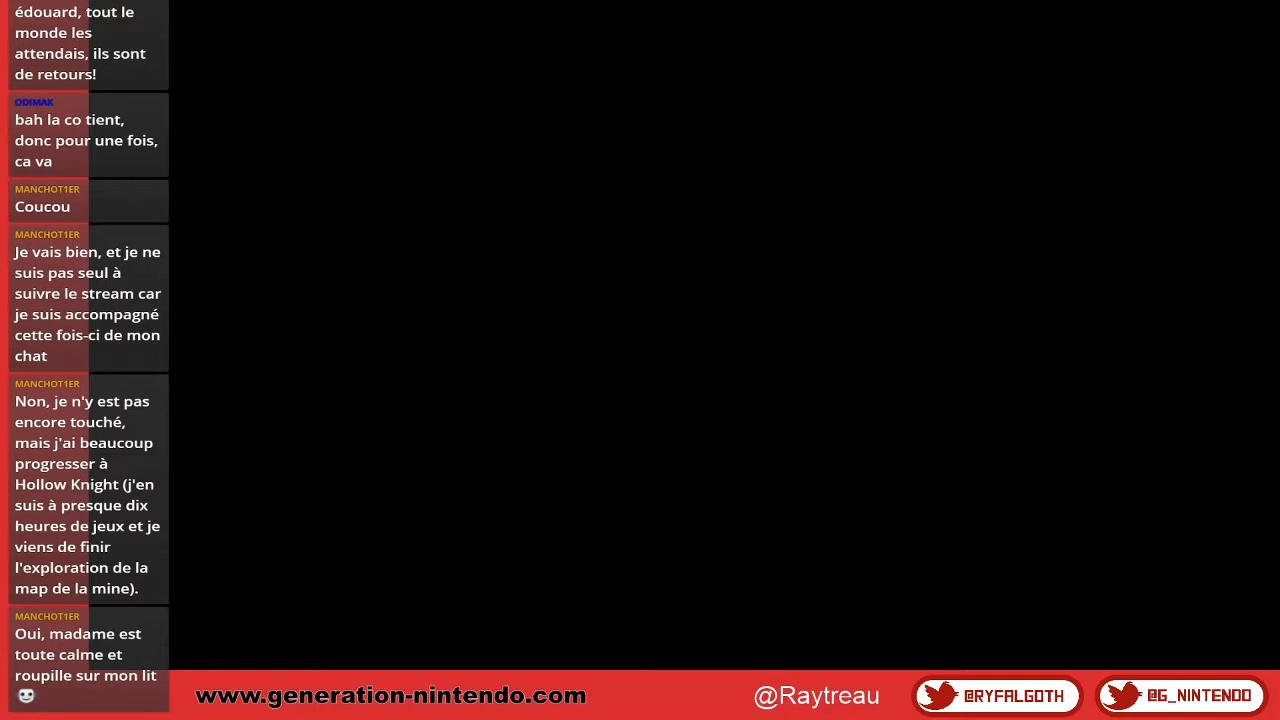 édouard, tout le
monde les
attendais, ils sont
de retours!
ODIMAK
bah la co tient,
donc pour une fois,
ca va
MANCHOT1ER
Coucou
MANCHOT1ER
Je vais bien, et je ne
suis pas seul à
suivre le stream car
je suis accompagné
cette fois-ci de mon
chat
MANCHOT1ER
Non, je n'y est pas
encore touché,
mais j'ai beaucoup
progresser à
Hollow Knight (j'en
suis à presque dix
heures de jeux et je
viens de finir
l'exploration de la
map de la mine).
MANCHOT1ER
Oui, madame est
toute calme et
roupille sur mon lit
www.generation-nintendo.com
@Raytreau
@RYFALGOTH
@G_NINTENDO